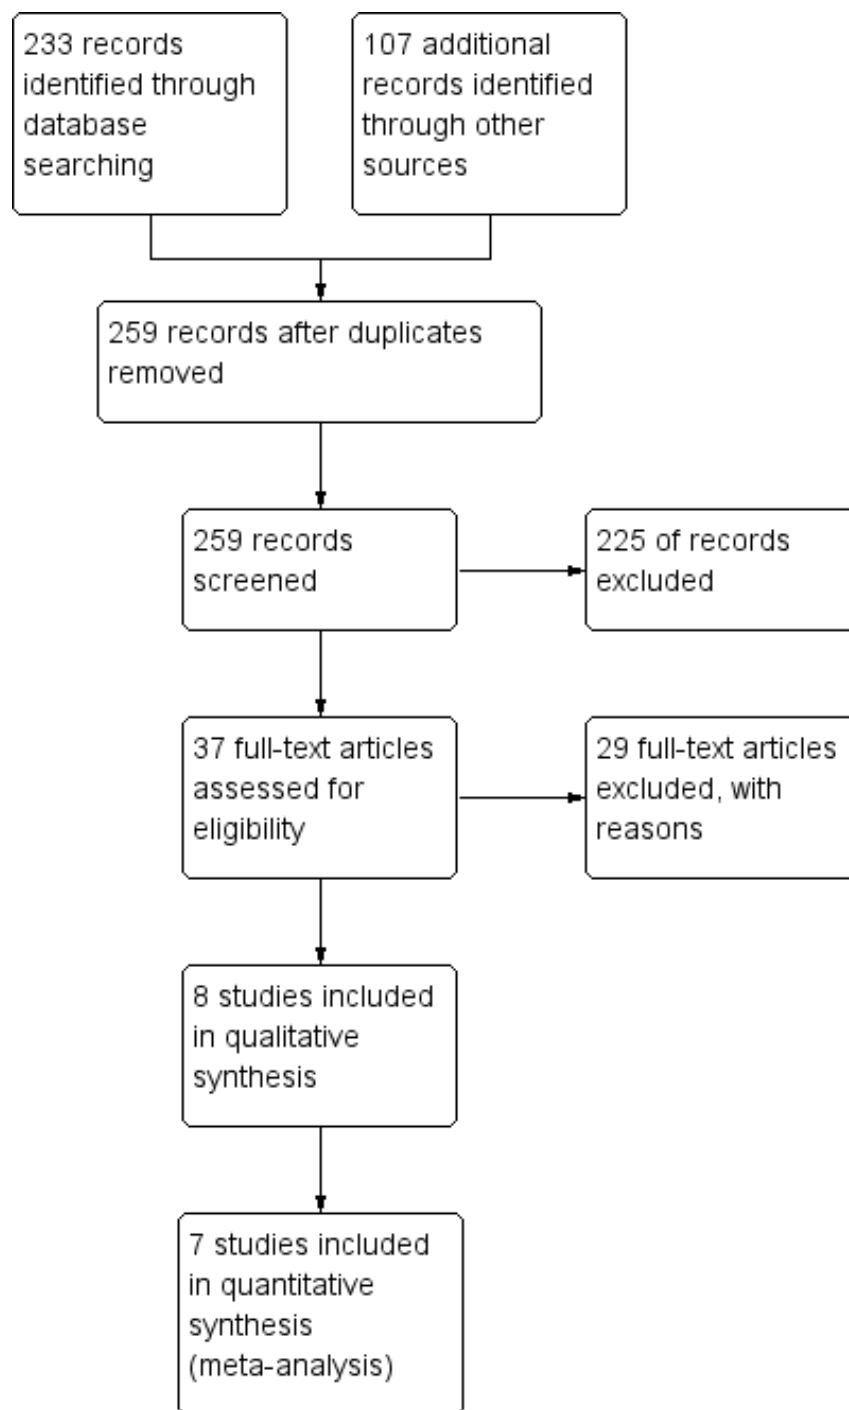 233 records
identified through
database
searching
107 additional
records identified
through other
sources
259 records after duplicates
removed
259 records
screened
225 of records
excluded
37 full-text articles
assessed for
eligibility
29 full-text articles
excluded, with
reasons
8 studies included
in qualitative
synthesis
7 studies included
in quantitative
synthesis
(meta-analysis)